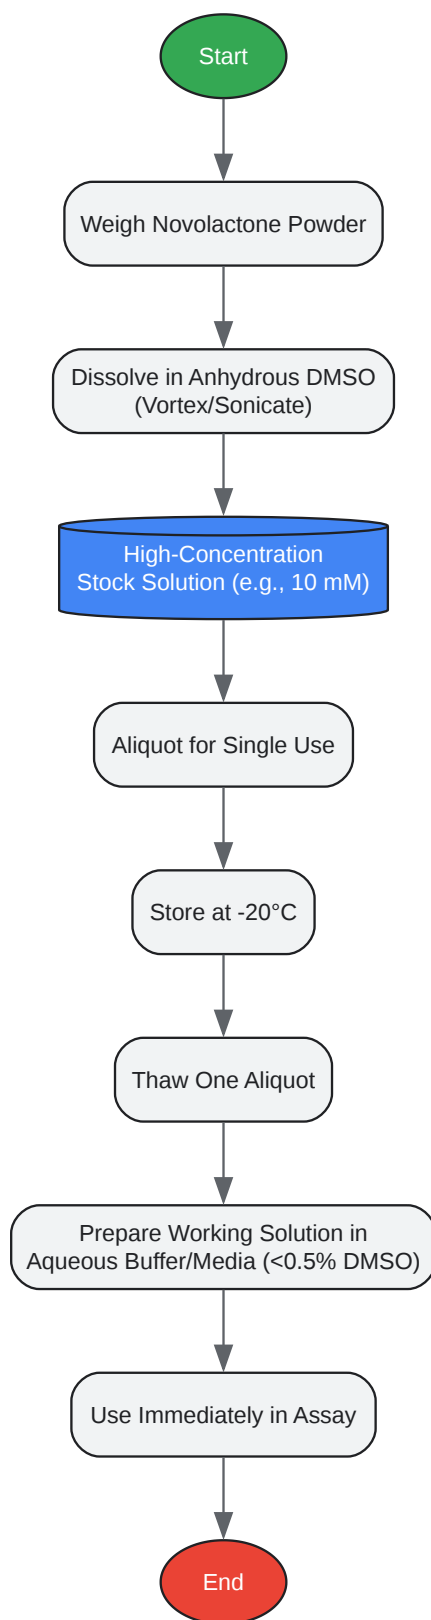 Start
Weigh Novolactone Powder
Dissolve in Anhydrous DMSO
(Vortex/Sonicate)
High-Concentration
Stock Solution (e.g., 10 mM)
Aliquot for Single Use
Store at -20°C
Thaw One Aliquot
Prepare Working Solution in
Aqueous Buffer/Media (<0.5% DMSO)
Use Immediately in Assay
End